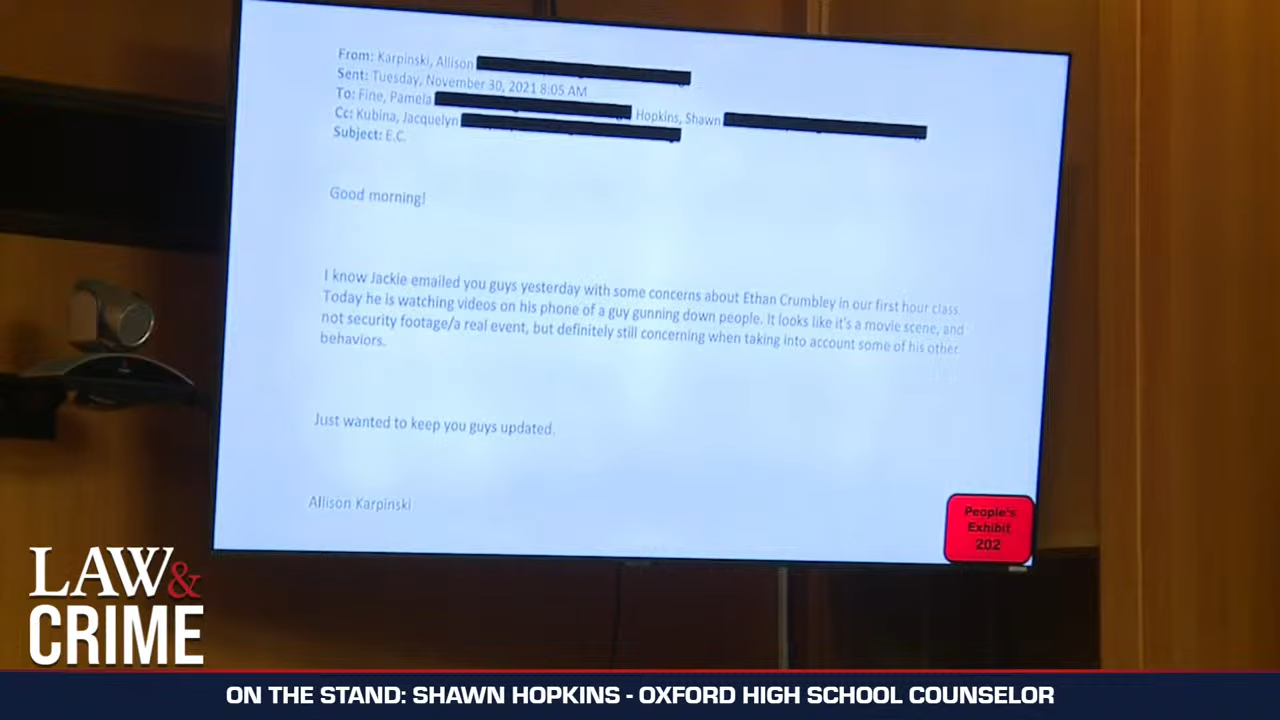 From: Karpinski, Allison
Sent: Tuesday, November 30, 2021 8:05 AM
To: Fine, Pamela Hopkins, Shawn
Cc: Kubina, Jacquelyn
Subject: E.C.
Good morning!
I know Jackie emailed you guys yesterday with some concerns about Ethan Crumbley in our first hour class.
Today he is watching videos on his phone of a guy gunning down people. It looks like it's a movie scene, and
not security footage/a real event, but definitely still concerning when taking into account some of his other
behaviors.
Just wanted to keep you guys updated.
Allison Karpinski
People's
Exhibit
202
LAW&
CRIME
ON THE STAND: SHAWN HOPKINS - OXFORD HIGH SCHOOL COUNSELOR